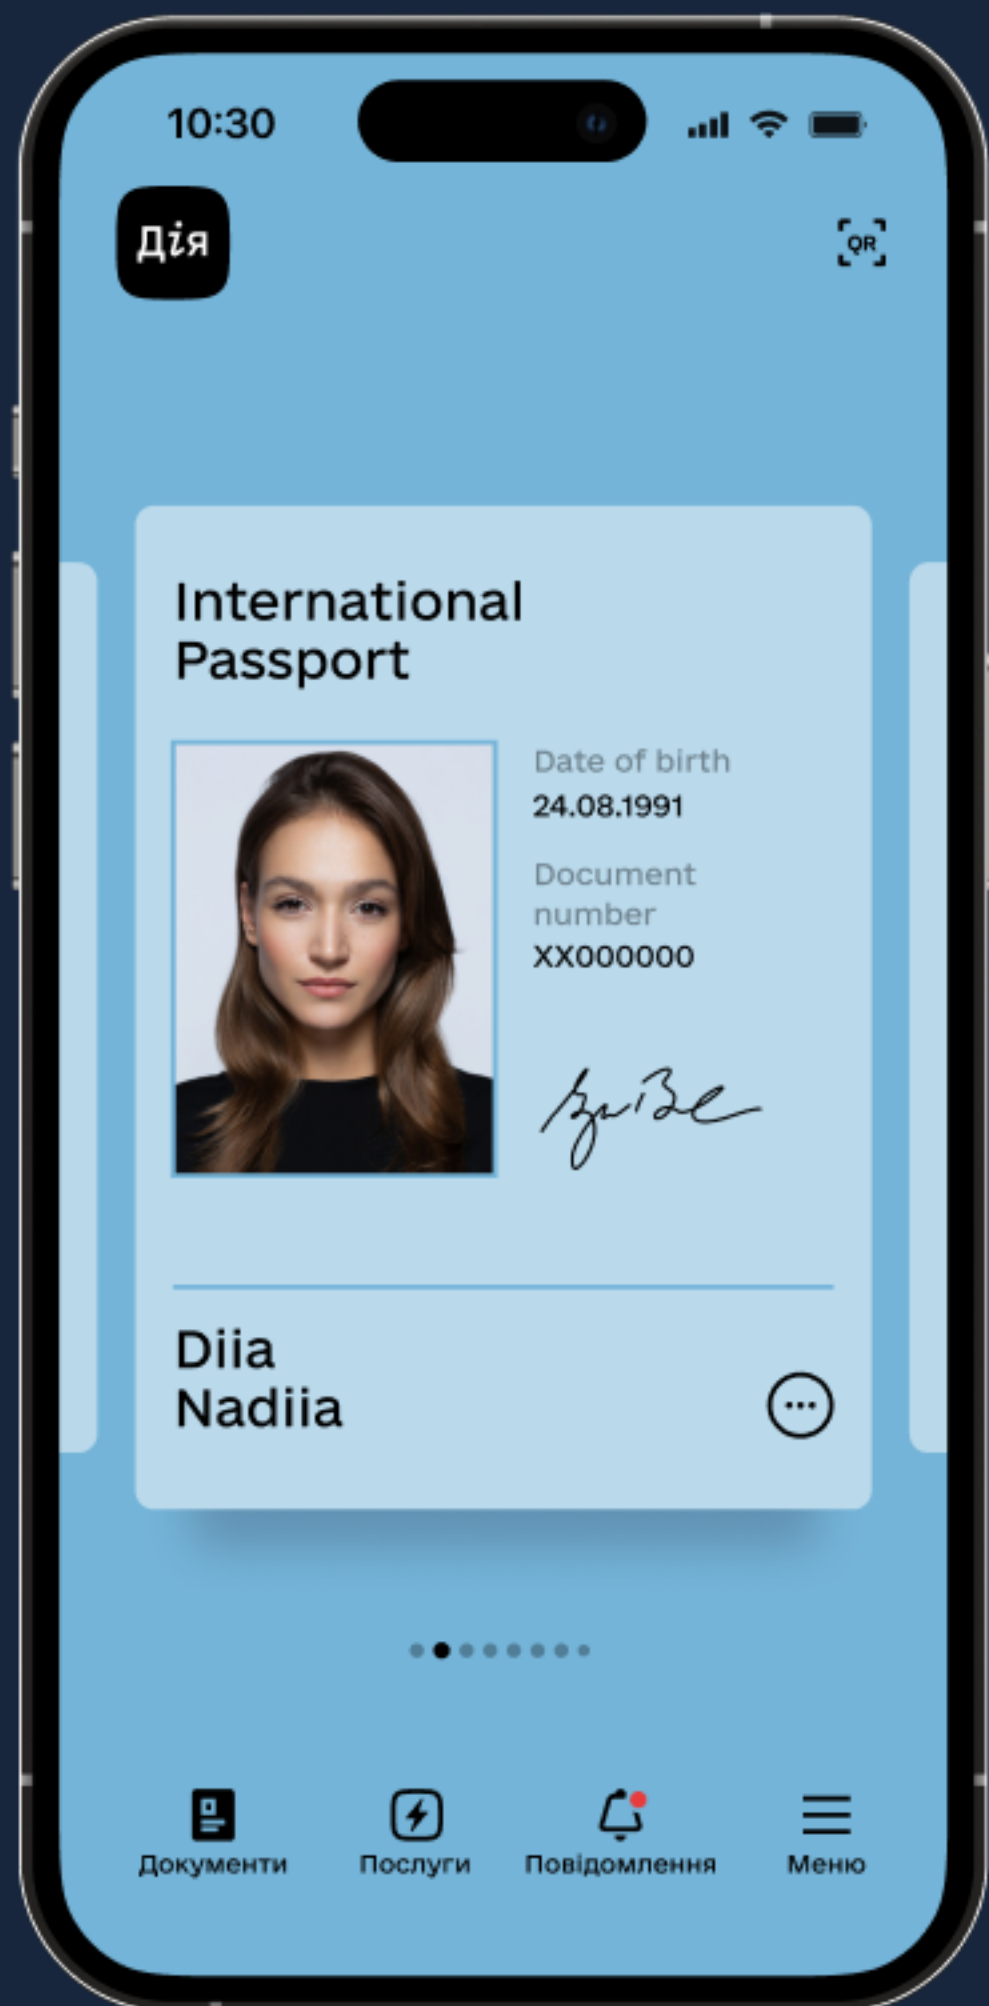 10:30
Дія
QR
International
Passport
Date of birth
24.08.1991
Document
number
XX000000
Diia
Nadiia
Документи
Послуги
Повідомлення
Меню